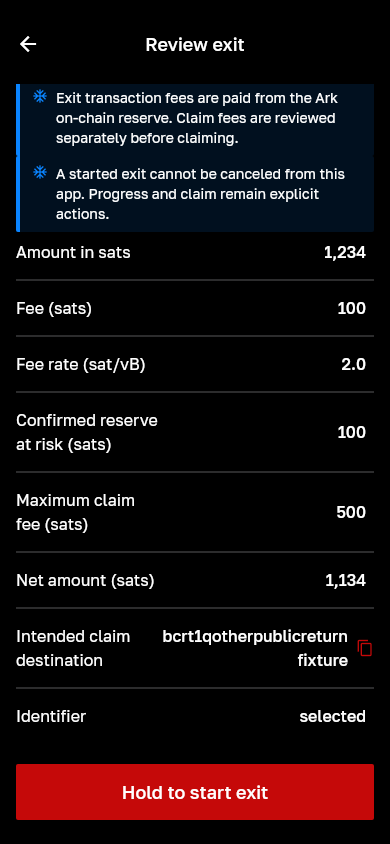 Review exit
Exit transaction fees are paid from the Ark
on-chain reserve. Claim fees are reviewed
separately before claiming.
A started exit cannot be canceled from this
app. Progress and claim remain explicit
actions.
Amount in sats 1,234
Fee (sats) 100
Fee rate (sat/vB) 2.0
Confirmed reserve
at risk (sats) 100
Maximum claim
fee (sats) 500
Net amount (sats) 1,134
Intended claim bcrt1qotherpublicreturn
destination fixture
Identifier selected
Hold to start exit